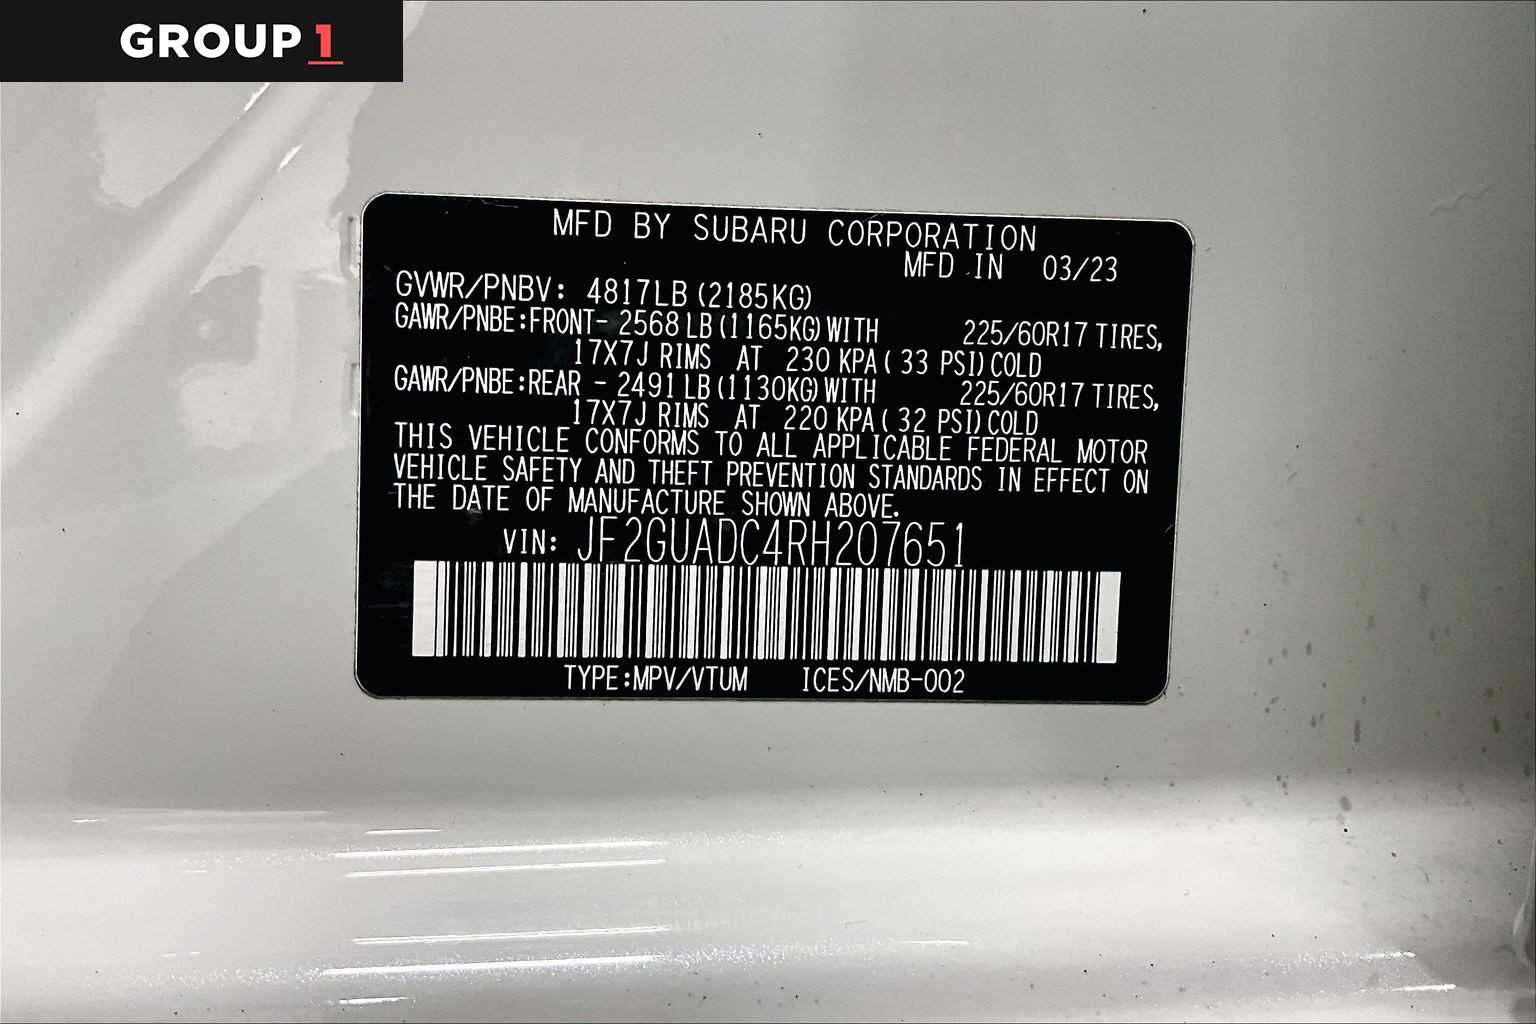 GROUP 1
MFD BY SUBARU CORPORATION
MFD IN 03/23
GVWR/PNBV: 4817LB (2185KG)
GAWR/PNBE:FRONT- 2568LB (1165KG) WITH 225/60R17 TIRES,
17X7J RIMS AT 230 KPA( 33 PSI) COLD
GAWR/PNBE:REAR - 2491LB (1130KG) WITH 225/60R17 TIRES,
17X7J RIMS AT 220 KPA( 32 PSI) COLD
THIS VEHICLE CONFORMS TO ALL APPLICABLE FEDERAL MOTOR
VEHICLE SAFETY AND THEFT PREVENTION STANDARDS IN EFFECT ON
THE DATE OF MANUFACTURE SHOWN ABOVE.
VIN: JF2GUADC4RH207651
TYPE:MPV/VTUM ICES/NMB-002